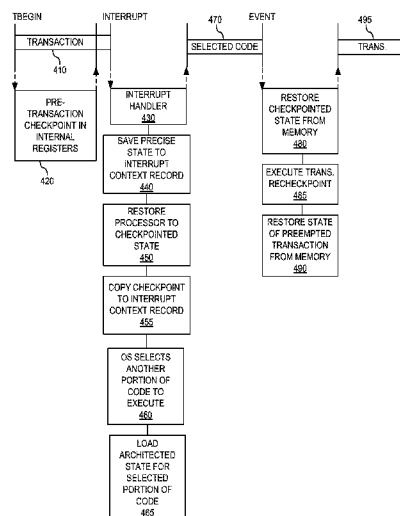 TBEGIN
INTERRUPT
470
EVENT
495
TRANSACTION
SELECTED CODE
TRANS.
410
PRE-
TRANSACTION
CHECKPOINT IN
INTERNAL
REGISTERS
420
INTERRUPT
HANDLER
430
SAVE PRECISE
STATE TO
INTERRUPT
CONTEXT RECORD
440
RESTORE
PROCESSOR TO
CHECKPOINTED
STATE
450
COPY CHECKPOINT
TO INTERRUPT
CONTEXT RECORD
455
OS SELECTS
ANOTHER
PORTION OF
CODE TO
EXECUTE
460
LOAD
ARCHITECTED
STATE FOR
SELECTED
PORTION OF
CODE
465
RESTORE
CHECKPOINTED
STATE FROM
MEMORY
480
EXECUTE TRANS.
RECHECKPOINT
485
RESTORE STATE
OF PREEMPTED
TRANSACTION
FROM MEMORY
490